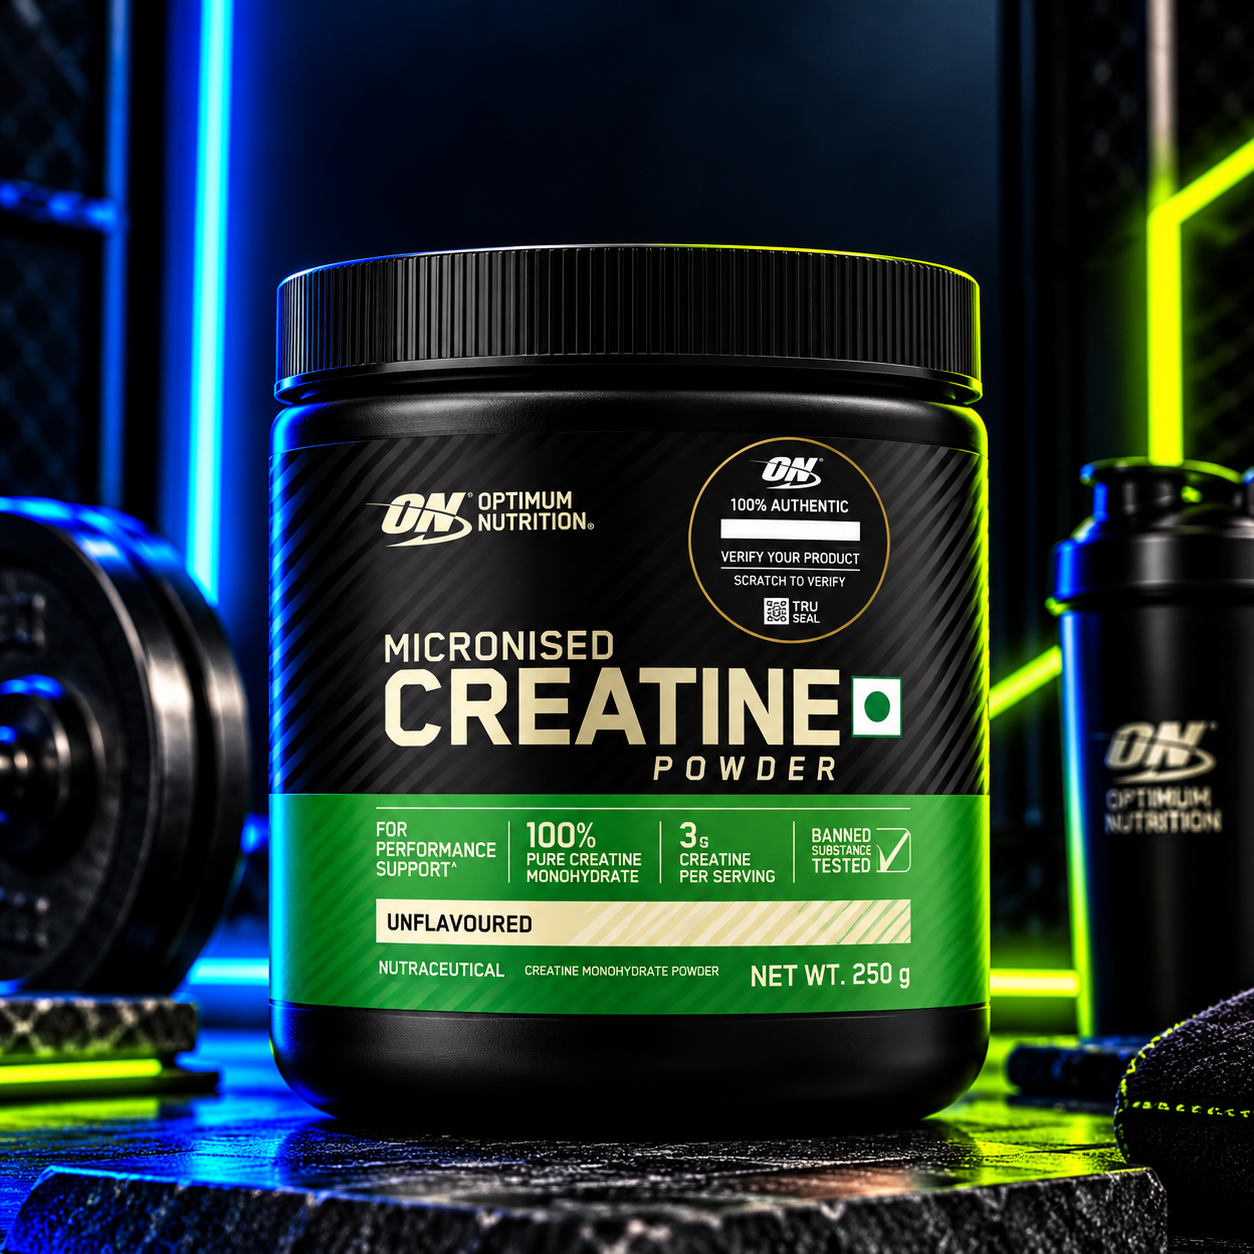 ON® OPTIMUM
NUTRITION®
ON®
100% AUTHENTIC
VERIFY YOUR PRODUCT
SCRATCH TO VERIFY
TRU
SEAL
MICRONISED
CREATINE
POWDER
FOR
PERFORMANCE
SUPPORT^
100%
PURE CREATINE
MONOHYDRATE
3G
CREATINE
PER SERVING
BANNED
SUBSTANCE
TESTED
UNFLAVOURED
NUTRACEUTICAL
CREATINE MONOHYDRATE POWDER
NET WT. 250 g
ON
OPTIMUM
NUTRITION